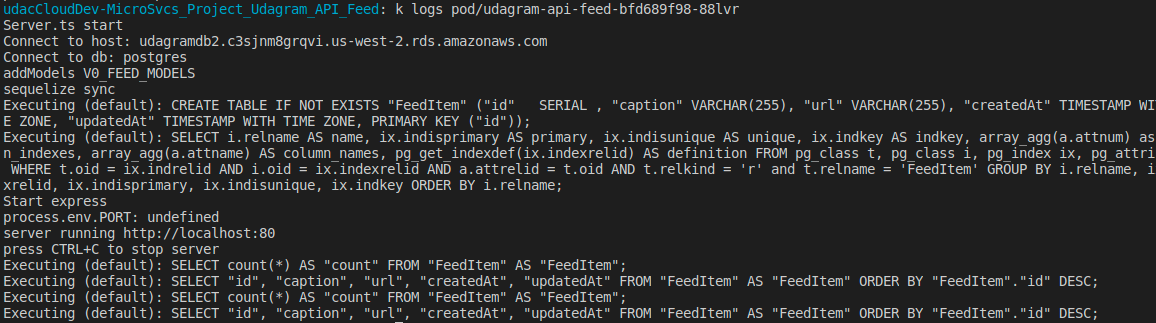 udacCloudDev-MicroSvcs_Project_Udagram_API_Feed: k logs pod/udagram-api-feed-bfd689f98-88lvr
Server.ts start
Connect to host: udagramdb2.c3sjnm8grqvi.us-west-2.rds.amazonaws.com
Connect to db: postgres
addModels V0_FEED_MODELS
sequelize sync
Executing (default): CREATE TABLE IF NOT EXISTS "FeedItem" ("id"   SERIAL , "caption" VARCHAR(255), "url" VARCHAR(255), "createdAt" TIMESTAMP WIT
E ZONE, "updatedAt" TIMESTAMP WITH TIME ZONE, PRIMARY KEY ("id"));
Executing (default): SELECT i.relname AS name, ix.indisprimary AS primary, ix.indisunique AS unique, ix.indkey AS indkey, array_agg(a.attnum) as
n_indexes, array_agg(a.attname) AS column_names, pg_get_indexdef(ix.indexrelid) AS definition FROM pg_class t, pg_class i, pg_index ix, pg_attri
WHERE t.oid = ix.indrelid AND i.oid = ix.indexrelid AND a.attrelid = t.oid AND t.relkind = 'r' and t.relname = 'FeedItem' GROUP BY i.relname, i
xrelid, ix.indisprimary, ix.indisunique, ix.indkey ORDER BY i.relname;
Start express
process.env.PORT: undefined
server running http://localhost:80
press CTRL+C to stop server
Executing (default): SELECT count(*) AS "count" FROM "FeedItem" AS "FeedItem";
Executing (default): SELECT "id", "caption", "url", "createdAt", "updatedAt" FROM "FeedItem" AS "FeedItem" ORDER BY "FeedItem"."id" DESC;
Executing (default): SELECT count(*) AS "count" FROM "FeedItem" AS "FeedItem";
Executing (default): SELECT "id", "caption", "url", "createdAt", "updatedAt" FROM "FeedItem" AS "FeedItem" ORDER BY "FeedItem"."id" DESC;